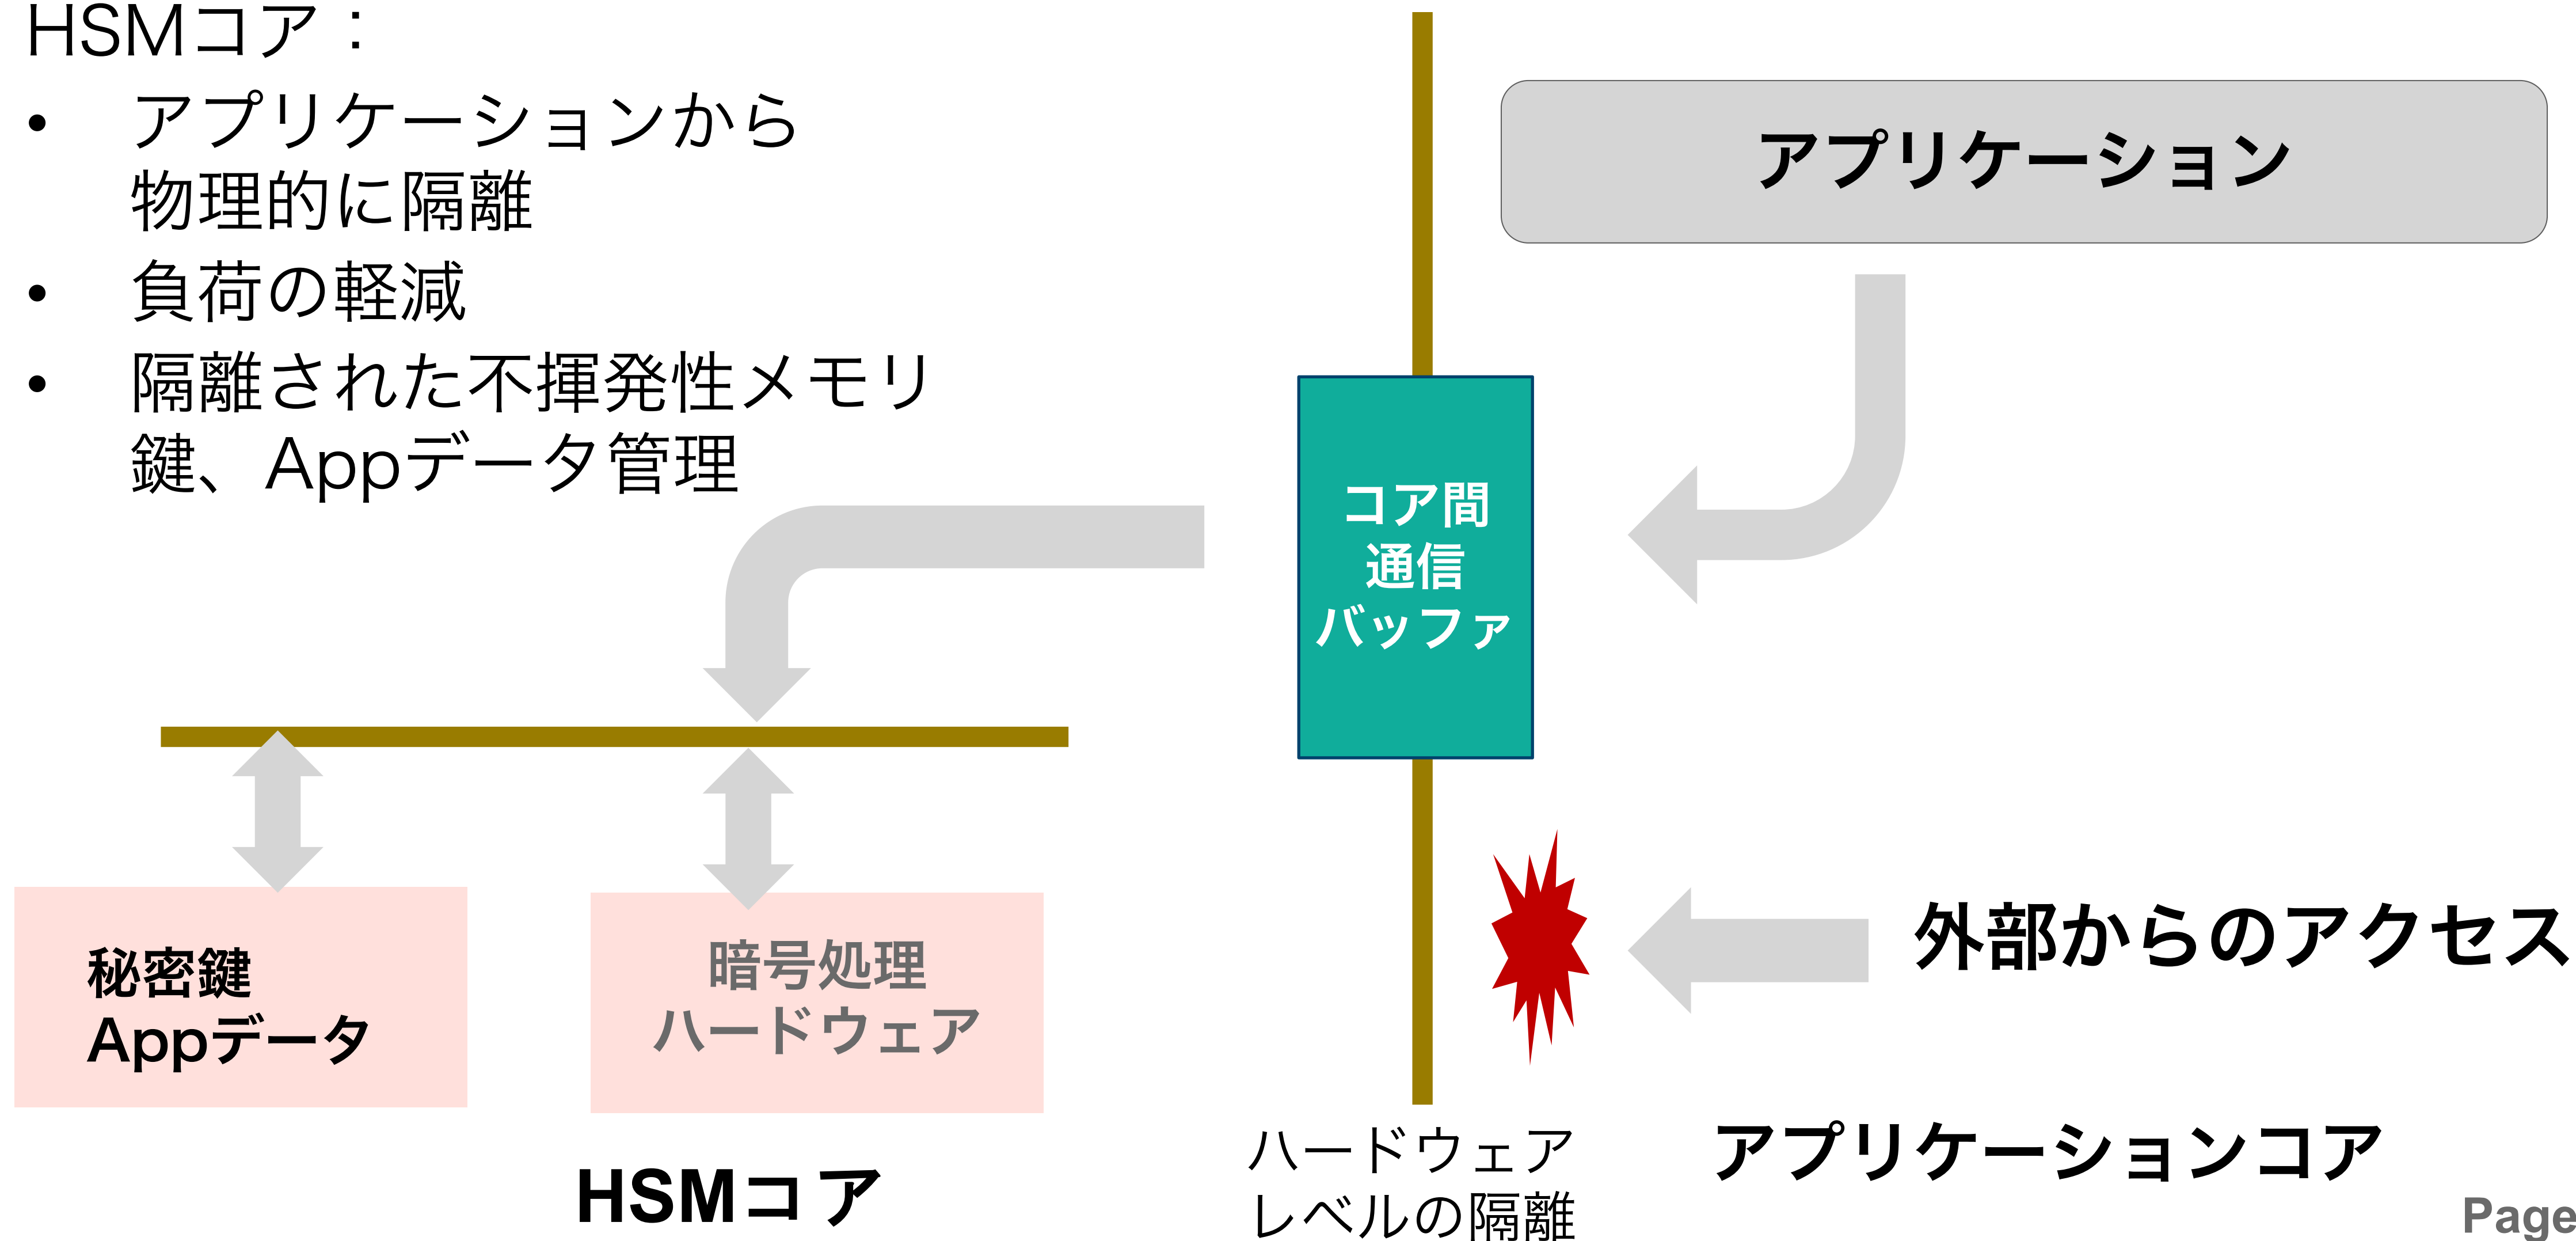 HSMコア：
• アプリケーションから
物理的に隔離
• 負荷の軽減
• 隔離された不揮発性メモリ
鍵、Appデータ管理
アプリケーション
コア間
通信
バッファ
秘密鍵
Appデータ
暗号処理
ハードウェア
外部からのアクセス
HSMコア
ハードウェア
レベルの隔離
アプリケーションコア
Page